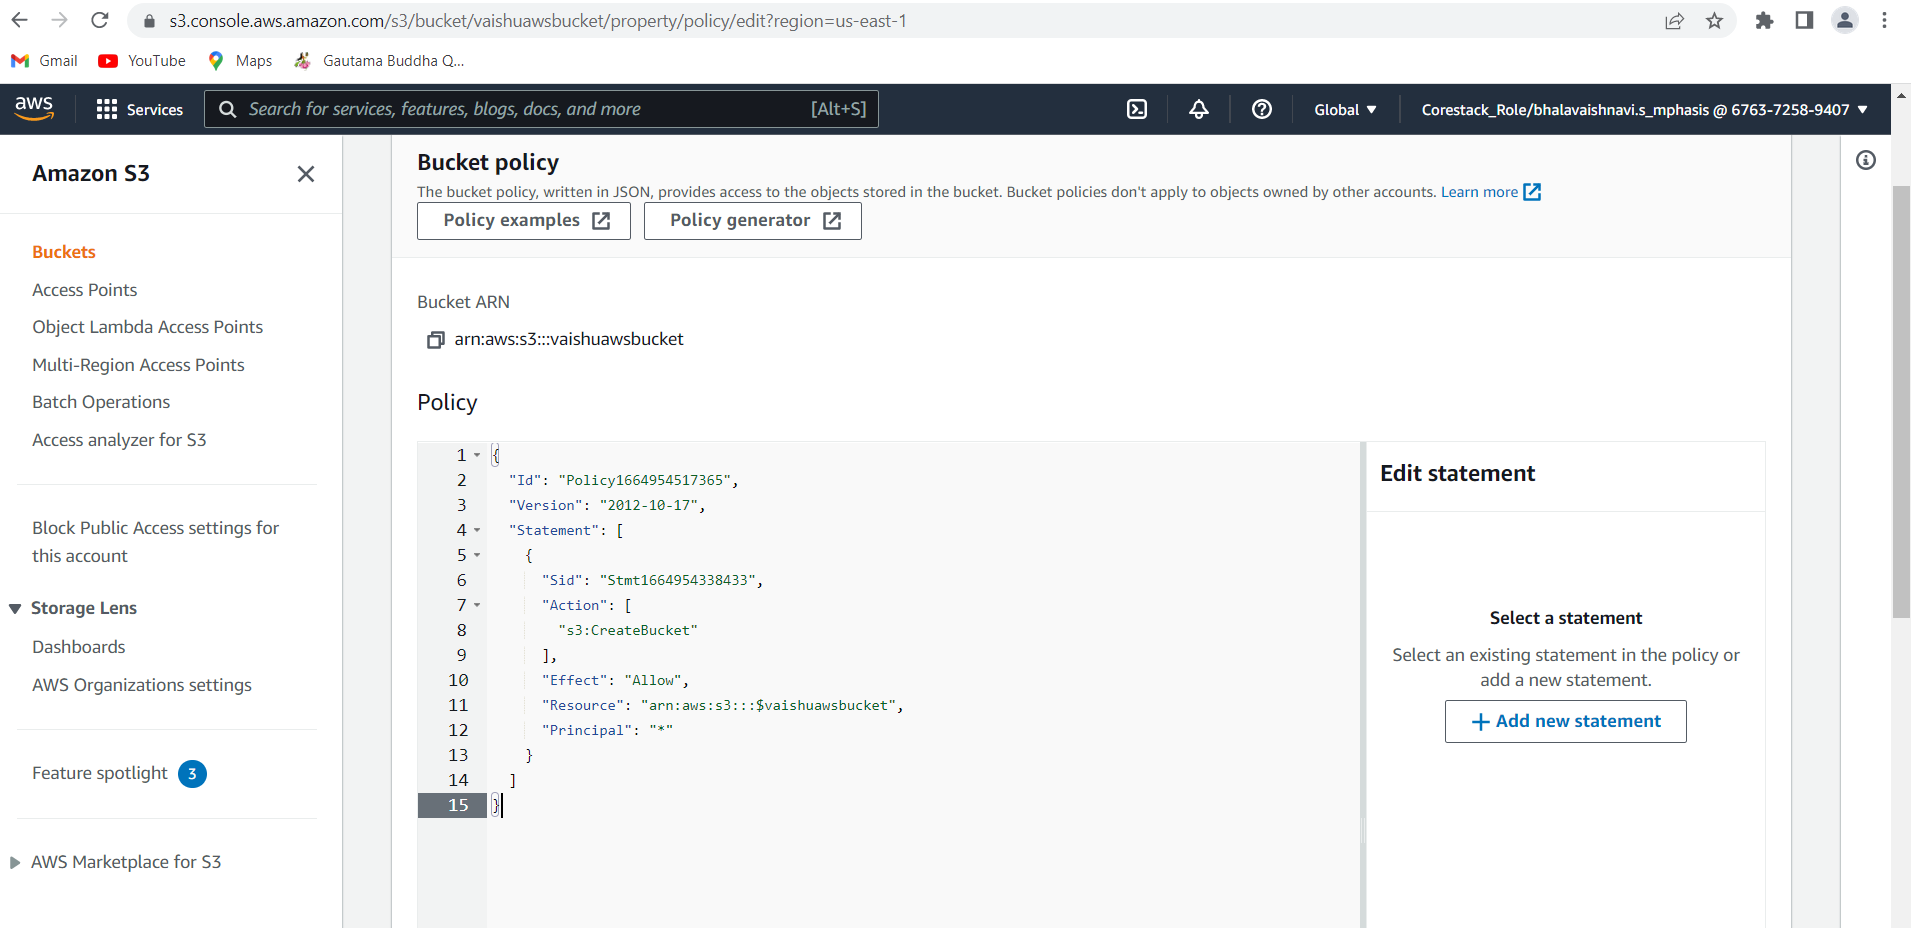 s3.console.aws.amazon.com/s3/bucket/vaishuawsbucket/property/policy/edit?region=us-east-1
Gmail YouTube Maps Gautama Buddha Q...
aws Services Search for services, features, blogs, docs, and more [Alt+S] Global Corestack_Role/bhalavaishnavi.s_mphasis @ 6763-7258-9407
Amazon S3
Buckets
Access Points
Object Lambda Access Points
Multi-Region Access Points
Batch Operations
Access analyzer for S3
Block Public Access settings for
this account
Storage Lens
Dashboards
AWS Organizations settings
Feature spotlight 3
AWS Marketplace for S3
Bucket policy
The bucket policy, written in JSON, provides access to the objects stored in the bucket. Bucket policies don't apply to objects owned by other accounts. Learn more
Policy examples Policy generator
Bucket ARN
arn:aws:s3:::vaishuawsbucket
Policy
1 {
2 "Id": "Policy1664954517365",
3 "Version": "2012-10-17",
4 "Statement": [
5 {
6 "Sid": "Stmt1664954338433",
7 "Action": [
8 "s3:CreateBucket"
9 ],
10 "Effect": "Allow",
11 "Resource": "arn:aws:s3:::$vaishuawsbucket",
12 "Principal": "*"
13 }
14 ]
15 }
Edit statement
Select a statement
Select an existing statement in the policy or
add a new statement.
+ Add new statement